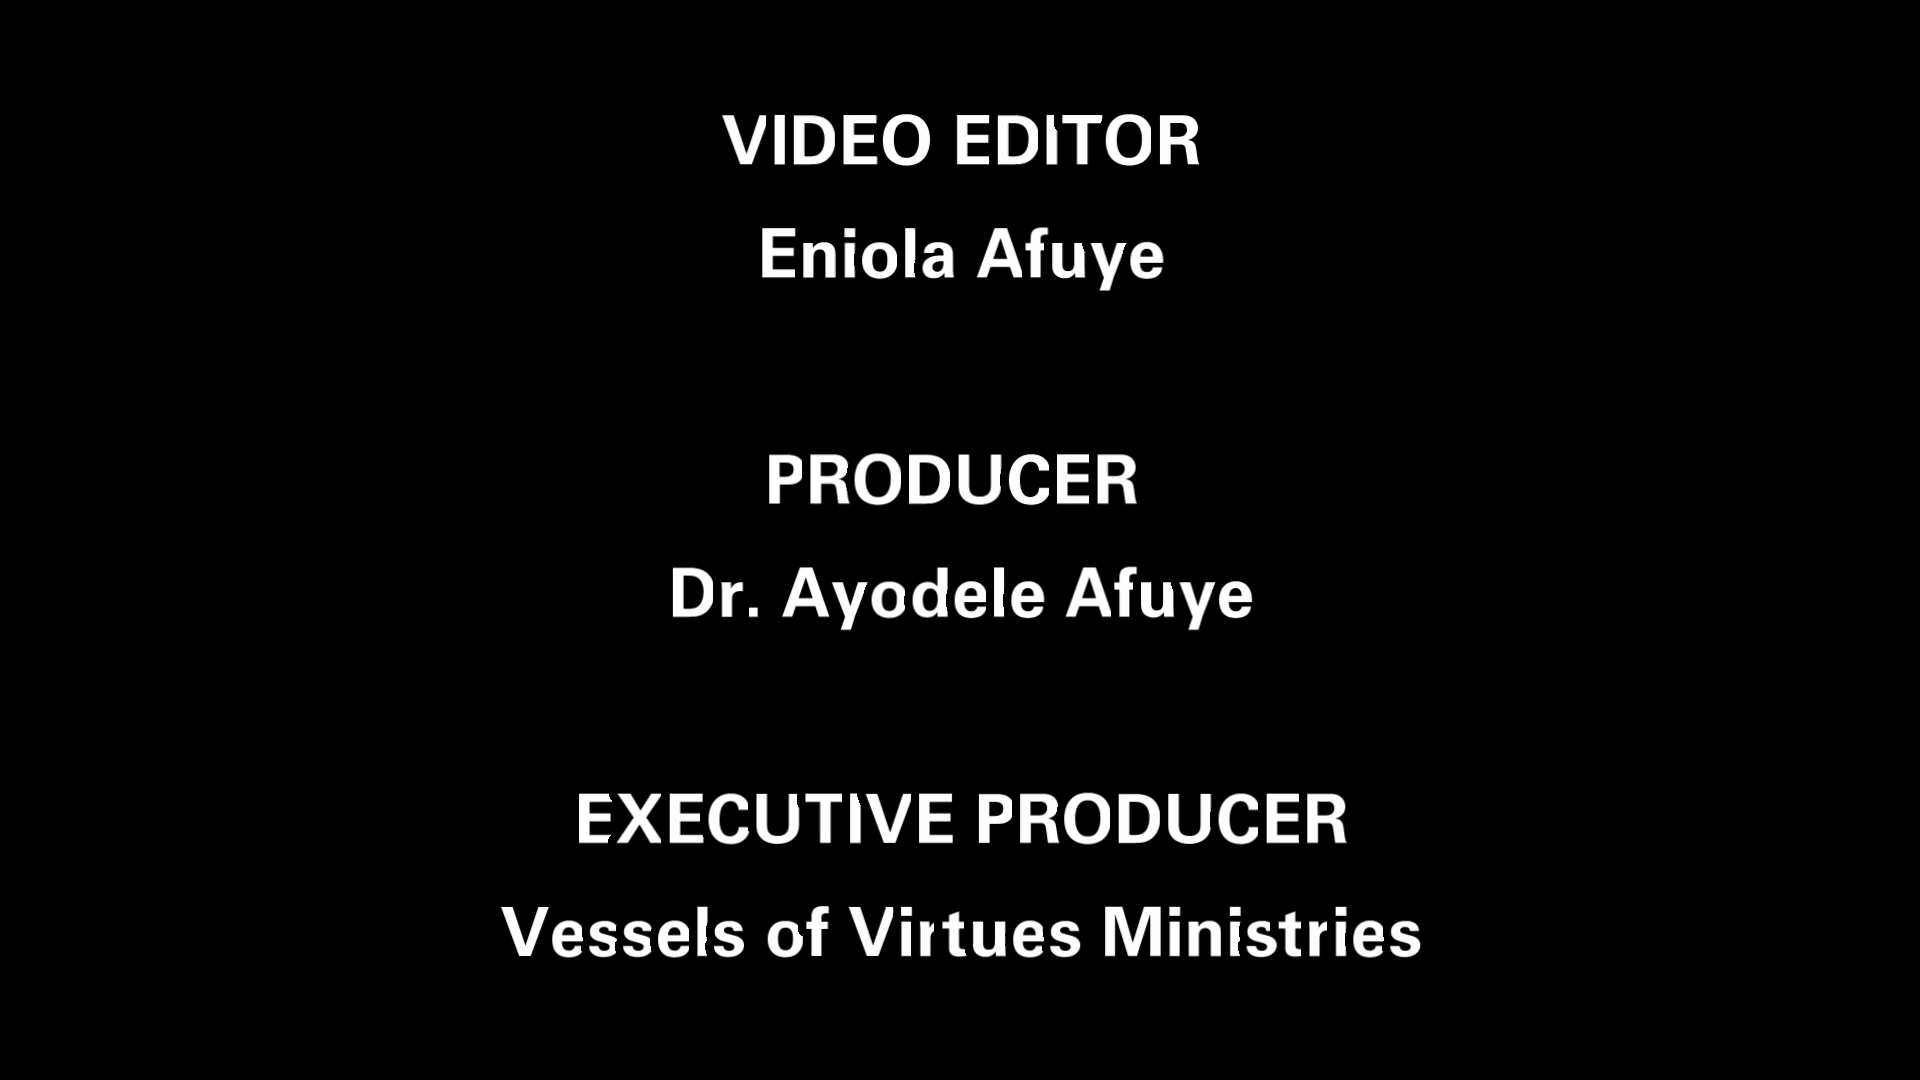 VIDEO EDITOR
Eniola Afuye
PRODUCER
Dr. Ayodele Afuye
EXECUTIVE PRODUCER
Vessels of Virtues Ministries